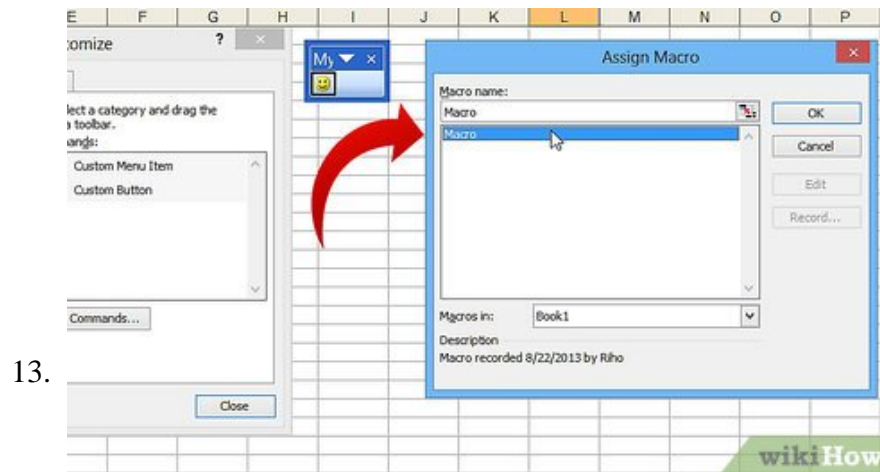 E F G H I J K L M N O P
tomize ?
My
Assign Macro
lect a category and drag the
a toolbar.
ands:
Custom Menu Item
Custom Button
Commands...
Close
Macro name:
Macro
Macro
OK
Cancel
Edit
Record...
Macros in: Book1
Description
Macro recorded 8/22/2013 by Riho
13.
wikiHow